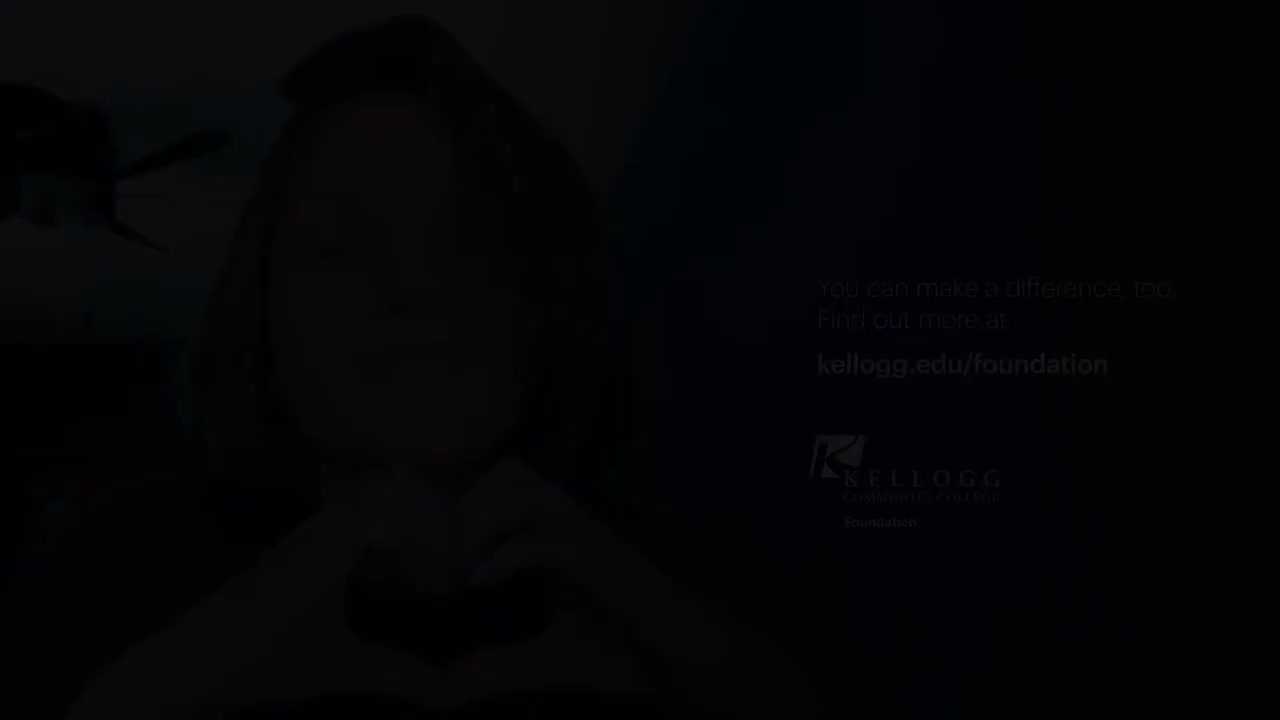 You can make a difference, too.
Find out more at
kellogg.edu/foundation
KELLOGG
COMMUNITY COLLEGE
Foundation